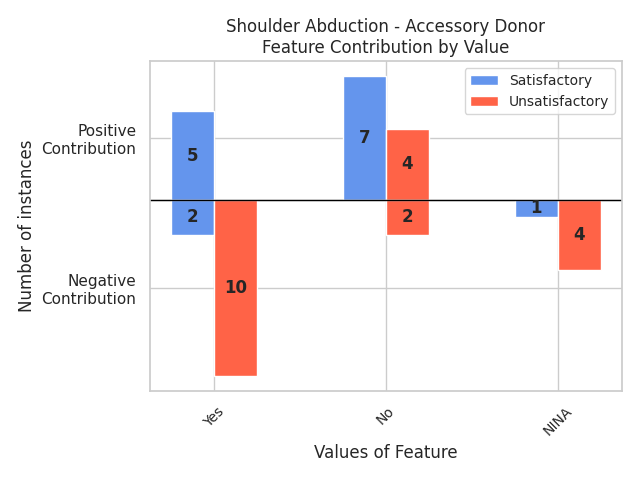 Shoulder Abduction - Accessory Donor
Feature Contribution by Value
Satisfactory
Unsatisfactory
Positive
Contribution
Negative
Contribution
Number of instances
5
2
10
7
4
2
1
4
Yes
No
NINA
Values of Feature